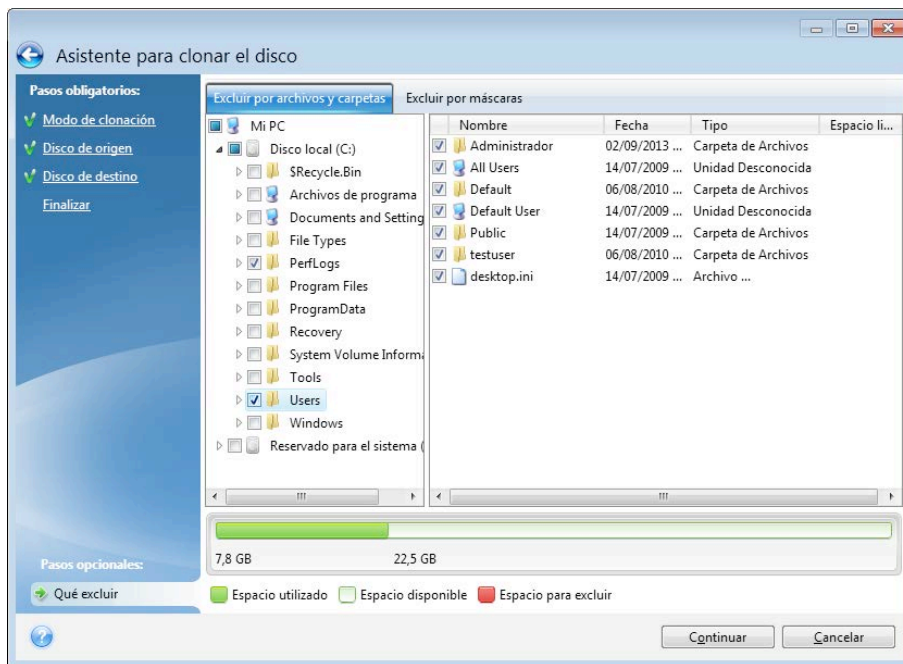 Asistente para clonar el disco
Pasos obligatorios:
Modo de clonación
Disco de origen
Disco de destino
Finalizar
Pasos opcionales:
Qué excluir
Excluir por archivos y carpetas Excluir por máscaras
Mi PC
Disco local (C:)
$Recycle.Bin
Archivos de programa
Documents and Setting
File Types
PerfLogs
Program Files
ProgramData
Recovery
System Volume Informa
Tools
Users
Windows
Reservado para el sistema (
Nombre Fecha Tipo Espacio li...
Administrador 02/09/2013 ... Carpeta de Archivos
All Users 14/07/2009 ... Unidad Desconocida
Default 06/08/2010 ... Carpeta de Archivos
Default User 14/07/2009 ... Unidad Desconocida
Public 14/07/2009 ... Carpeta de Archivos
testuser 06/08/2010 ... Carpeta de Archivos
desktop.ini 14/07/2009 ... Archivo ...
7,8 GB 22,5 GB
Espacio utilizado Espacio disponible Espacio para excluir
Continuar Cancelar